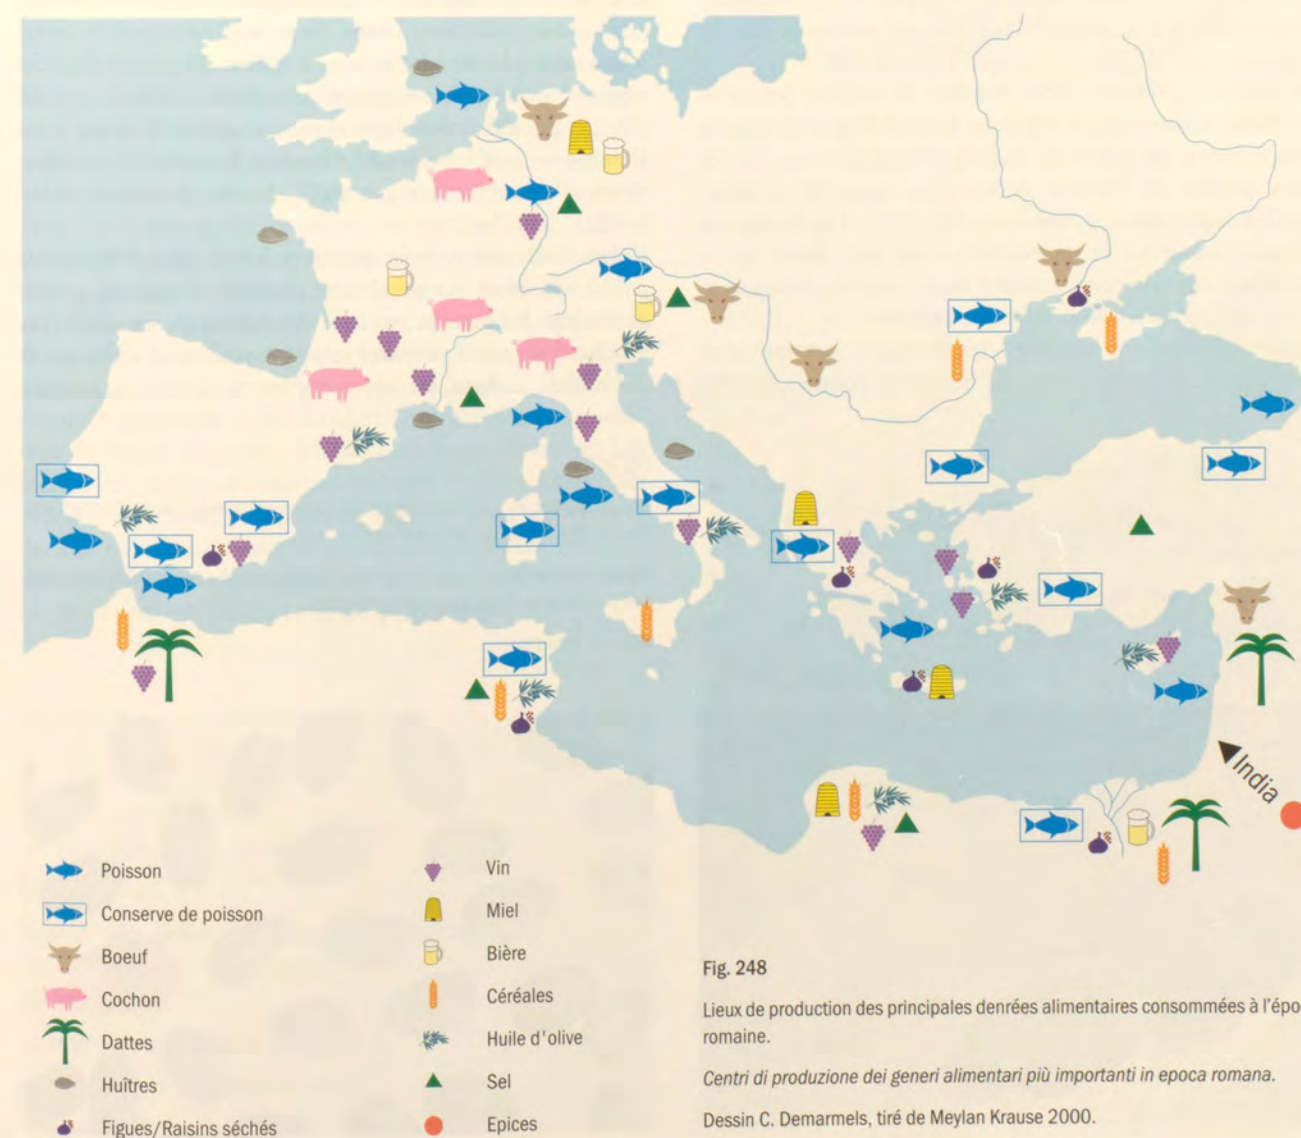 India
Poisson
Conserve de poisson
Boeuf
Cochon
Dattes
Huîtres
Figues/Raisins séchés
Vin
Miel
Bière
Céréales
Huile d'olive
Sel
Epices
Fig. 248
Lieux de production des principales denrées alimentaires consommées à l'épo
romaine.
Centri di produzione dei generi alimentari più importanti in epoca romana.
Dessin C. Demarmels, tiré de Meylan Krause 2000.